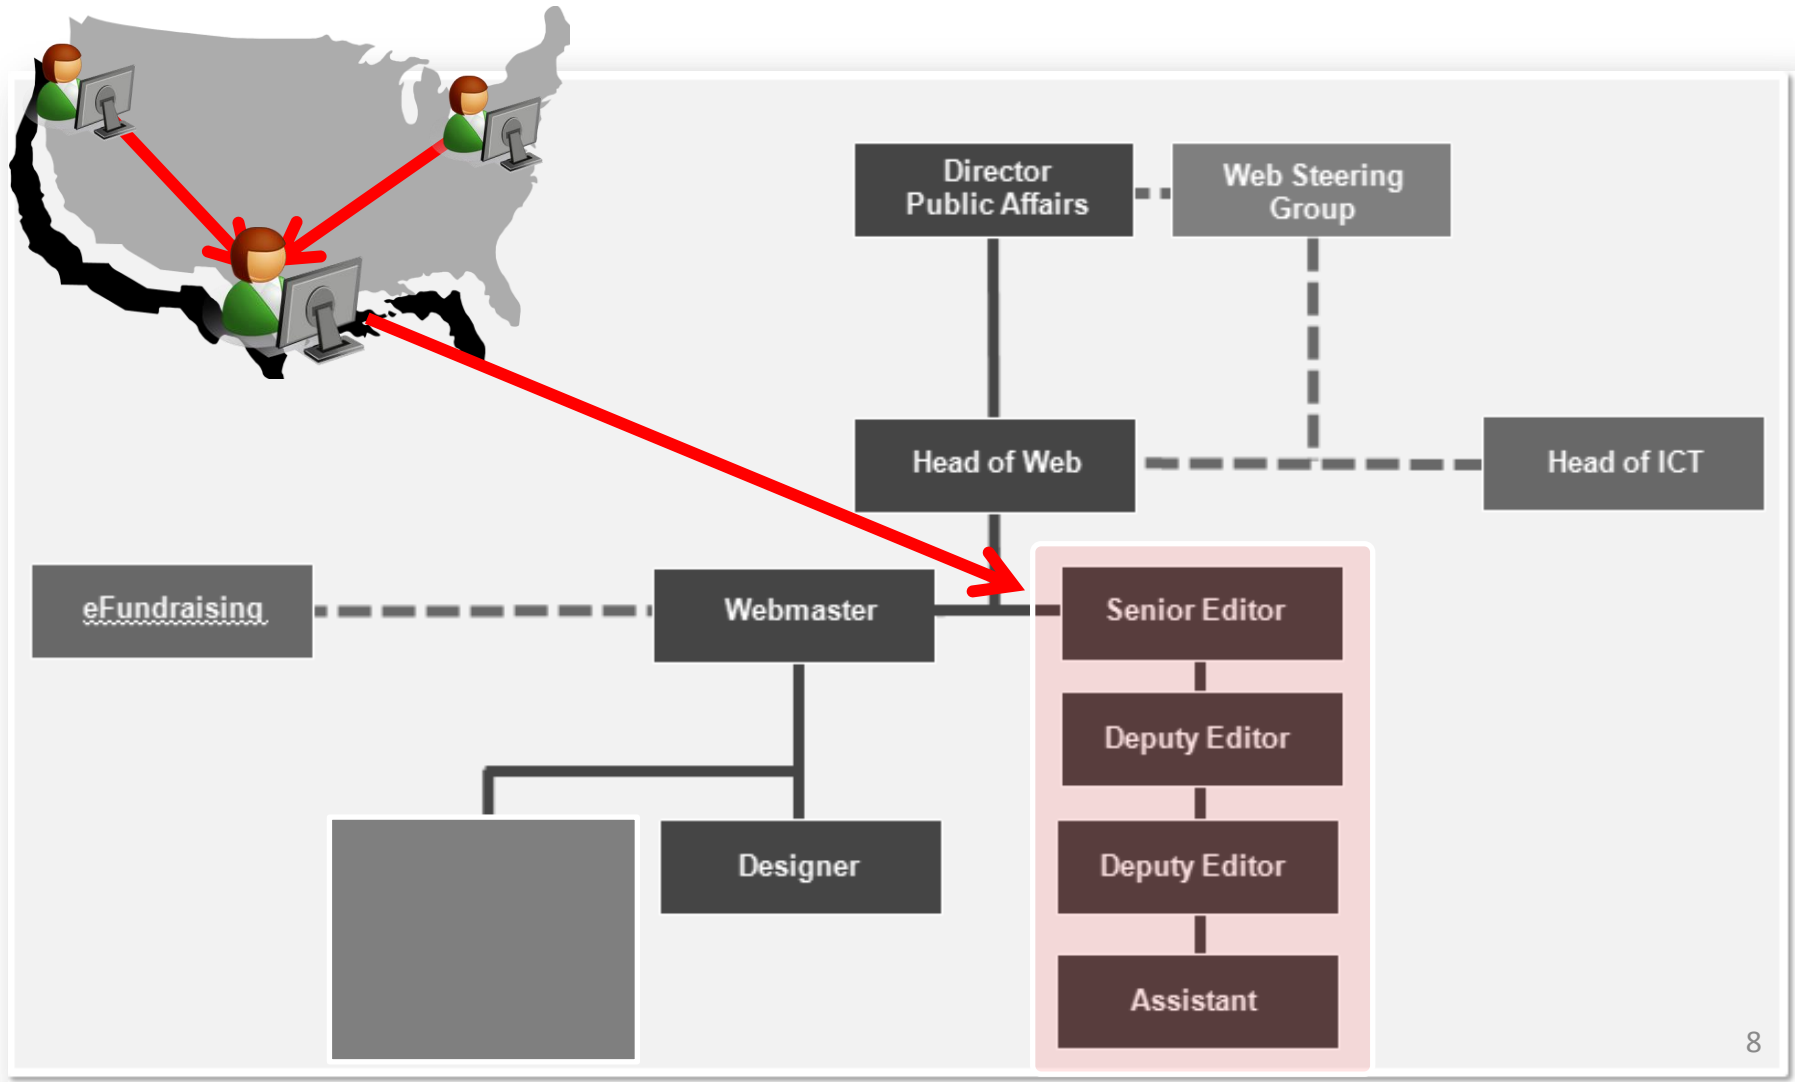 Director
Public Affairs
Web Steering
Group
Head of Web
Head of ICT
eFundraising
Webmaster
Senior Editor
Deputy Editor
Designer
Deputy Editor
Assistant
8